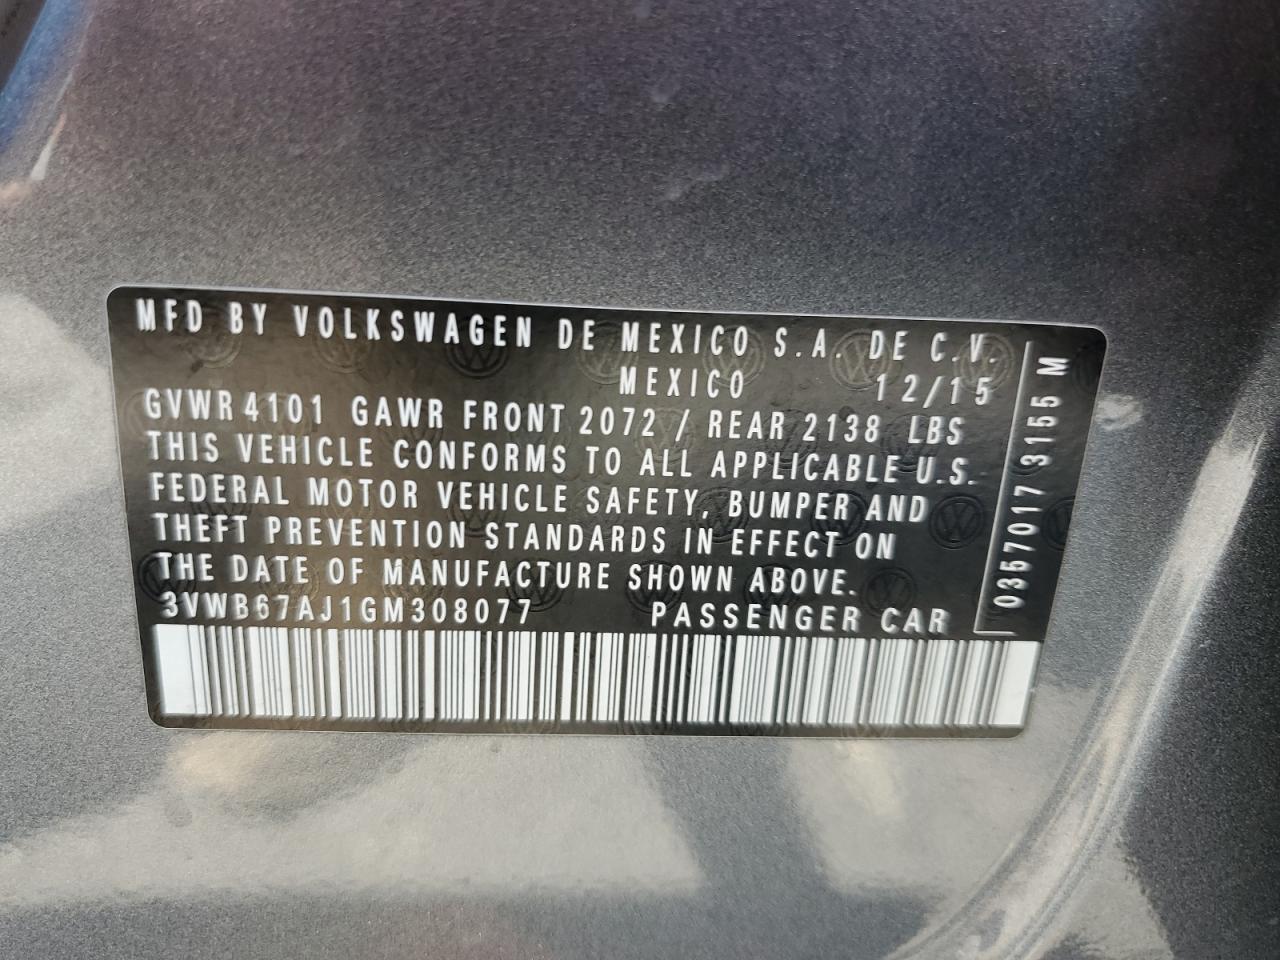 MFD BY VOLKSWAGEN DE MEXICO S.A. DE C.V.
MEXICO 12/15
GVWR 4101 GAWR FRONT 2072 / REAR 2138 LBS
THIS VEHICLE CONFORMS TO ALL APPLICABLE U.S.
FEDERAL MOTOR VEHICLE SAFETY, BUMPER AND
THEFT PREVENTION STANDARDS IN EFFECT ON
THE DATE OF MANUFACTURE SHOWN ABOVE.
3VWB67AJ1GM308077 PASSENGER CAR
0357017 3155 M